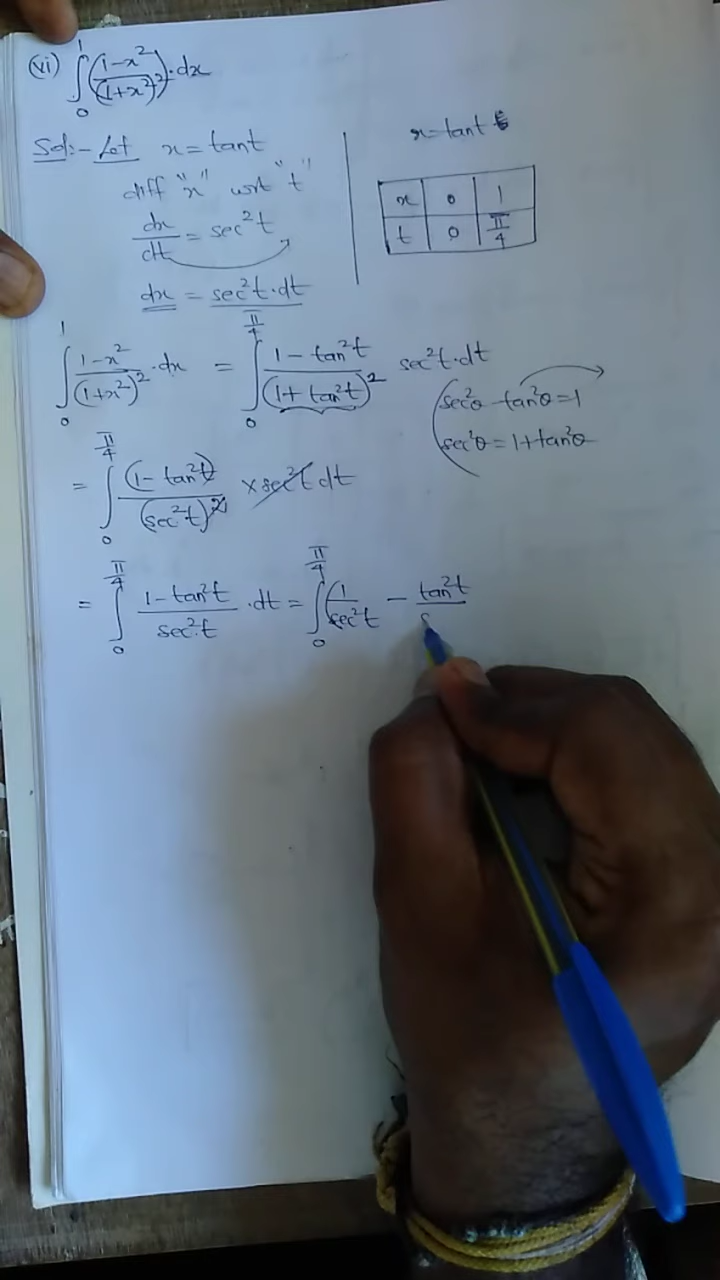 (vi) ∫₀¹ (1-x²/(1+x²)²)·dx
Sol:- Let x = tant
diff "x" wrt "t"
dx/dt = sec²t
dx = sec²t·dt
x = tant
x 0 1
t 0 π/4
∫₀¹ 1-x²/(1+x²)² ·dx = ∫₀^π/4 1-tan²t/(1+tan²t)² sec²t·dt
sec²θ-tan²θ=1
sec²θ=1+tan²θ
= ∫₀^π/4 (1-tan²t)/(sec²t)² × sec²t dt
= ∫₀^π/4 1-tan²t/sec²t ·dt = ∫₀^π/4 (1/sec²t - tan²t/s